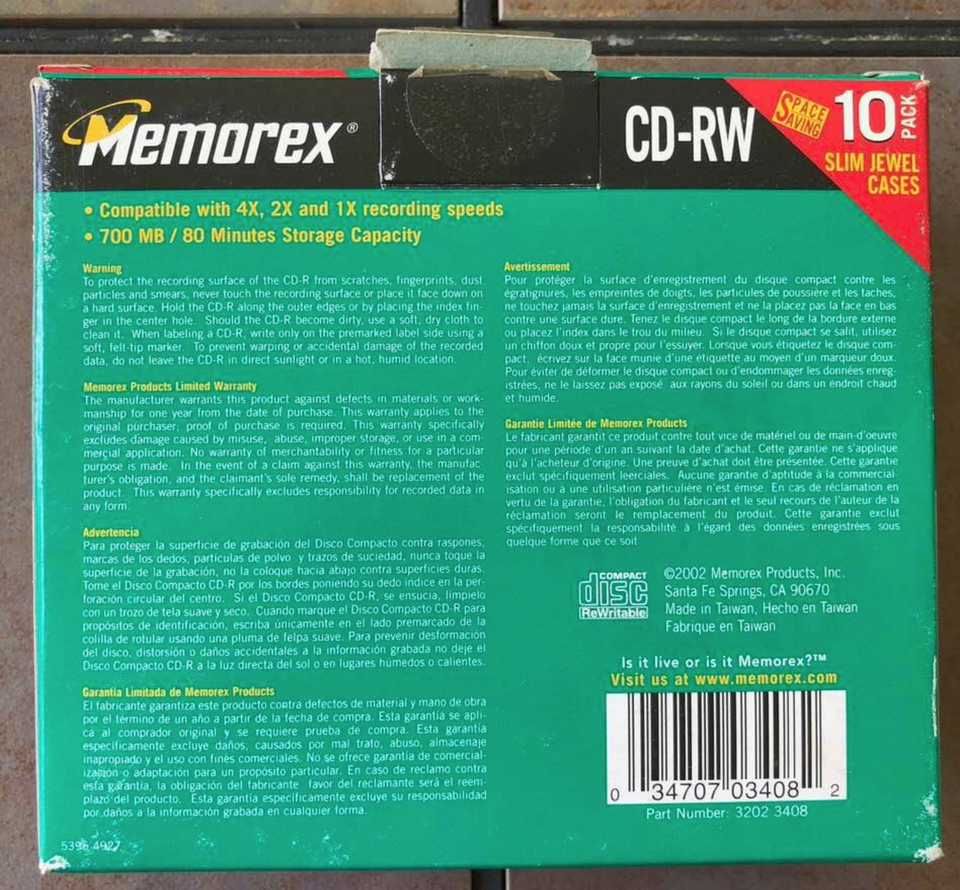 Memorex®
CD-RW
SPACE
SAVING
10
PACK
SLIM JEWEL
CASES
• Compatible with 4X, 2X and 1X recording speeds
• 700 MB / 80 Minutes Storage Capacity
Warning
To protect the recording surface of the CD-R from scratches, fingerprints, dust
particles and smears, never touch the recording surface or place it face down on
a hard surface. Hold the CD-R along the outer edges or by placing the index fin-
ger in the center hole. Should the CD-R become dirty, use a soft, dry cloth to
clean it. When labeling a CD-R, write only on the premarked label side using a
soft, felt-tip marker. To prevent warping or accidental damage of the recorded
data, do not leave the CD-R in direct sunlight or in a hot, humid location.
Memorex Products Limited Warranty
The manufacturer warrants this product against defects in materials or work-
manship for one year from the date of purchase. This warranty applies to the
original purchaser; proof of purchase is required. This warranty specifically
excludes damage caused by misuse, abuse, improper storage, or use in a com-
mercial application. No warranty of merchantability or fitness for a particular
purpose is made. In the event of a claim against this warranty, the manufac-
turer's obligation, and the claimant's sole remedy, shall be replacement of the
product. This warranty specifically excludes responsibility for recorded data in
any form.
Advertencia
Para proteger la superficie de grabación del Disco Compacto contra raspones,
marcas de los dedos, partículas de polvo y trazos de suciedad, nunca toque la
superficie de la grabación, no la coloque hacia abajo contra superficies duras.
Tome el Disco Compacto CD-R por los bordes poniendo su dedo índice en la per-
foración circular del centro. Si el Disco Compacto CD-R, se ensucia, límpielo
con un trozo de tela suave y seco. Cuando marque el Disco Compacto CD-R para
propósitos de identificación, escriba únicamente en el lado premarcado de la
colilla de rotular usando una pluma de felpa suave. Para prevenir desformación
del disco, distorsión o daños accidentales a la información grabada no deje el
Disco Compacto CD-R a la luz directa del sol o en lugares húmedos o calientes.
Garantía Limitada de Memorex Products
El fabricante garantiza este producto contra defectos de material y mano de obra
por el término de un año a partir de la fecha de compra. Esta garantía se apli-
ca al comprador original y se requiere prueba de compra. Esta garantía
específicamente excluye daños, causados por mal trato, abuso, almacenaje
inapropiado y el uso con fines comerciales. No se ofrece garantía de comercial-
ización o adaptación para un propósito particular. En caso de reclamo contra
esta garantía, la obligación del fabricante favor del reclamante será el reem-
plazo del producto. Esta garantía específicamente excluye su responsabilidad
por daños a la información grabada en cualquier forma.
5396 4927
Avertissement
Pour protéger la surface d'enregistrement du disque compact contre les
égratignures, les empreintes de doigts, les particules de poussière et les taches,
ne touchez jamais la surface d'enregistrement et ne la placez pas la face en bas
contre une surface dure. Tenez le disque compact le long de la bordure externe
ou placez l'index dans le trou du milieu. Si le disque compact se salit, utilisez
un chiffon doux et propre pour l'essuyer. Lorsque vous étiquetez le disque com-
pact, écrivez sur la face munie d'une étiquette au moyen d'un marqueur doux.
Pour éviter de déformer le disque compact ou d'endommager les données enreg-
istrées, ne le laissez pas exposé aux rayons du soleil ou dans un endroit chaud
et humide.
Garantie Limitée de Memorex Products
Le fabricant garantit ce produit contre tout vice de matériel ou de main-d'oeuvre
pour une période d'un an suivant la date d'achat. Cette garantie ne s'applique
qu'à l'acheteur d'origine. Une preuve d'achat doit être présentée. Cette garantie
exclut spécifiquement leerciales. Aucune garantie d'aptitude à la commercial-
isation ou à une utilisation particulière n'est émise. En cas de réclamation en
vertu de la garantie, l'obligation du fabricant et le seul recours de l'auteur de la
réclamation seront le remplacement du produit. Cette garantie exclut
spécifiquement la responsabilité à l'égard des données enregistrées sous
quelque forme que ce soit
COMPACT
disc
ReWritable
©2002 Memorex Products, Inc.
Santa Fe Springs, CA 90670
Made in Taiwan, Hecho en Taiwan
Fabrique en Taiwan
Is it live or is it Memorex?™
Visit us at www.memorex.com
0 34707 03408 2
Part Number: 3202 3408